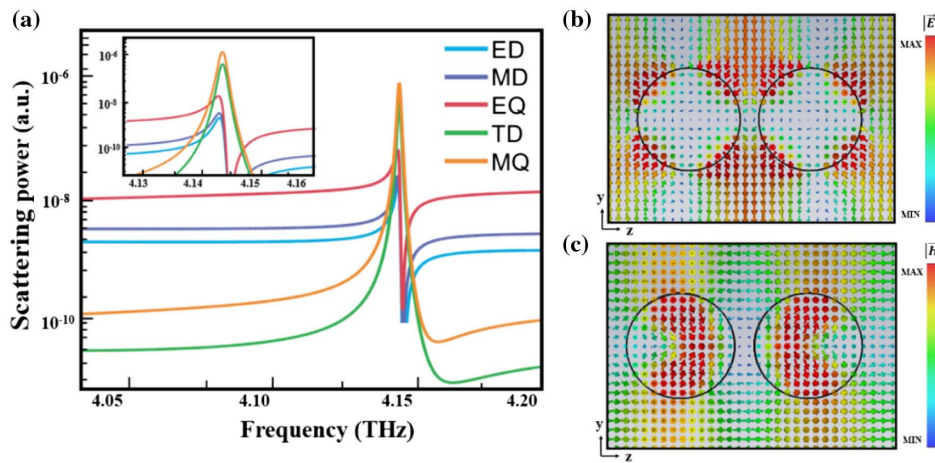 (a)
Scattering power (a.u.)
10⁻⁶
10⁻⁸
10⁻¹⁰
4.05
4.10
4.15
4.20
Frequency (THz)
10⁻⁶
10⁻⁸
10⁻¹⁰
4.13
4.14
4.15
4.16
ED
MD
EQ
TD
MQ
(b)
y
z
|E
MAX
MIN
(c)
y
z
|H
MAX
MIN